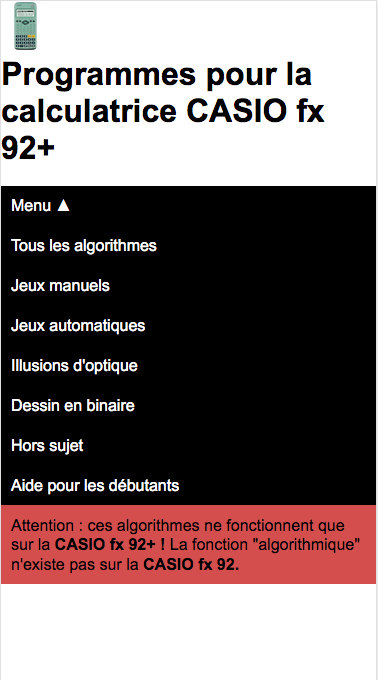 Programmes pour la
calculatrice CASIO fx
92+
Menu ▲
Tous les algorithmes
Jeux manuels
Jeux automatiques
Illusions d'optique
Dessin en binaire
Hors sujet
Aide pour les débutants
Attention : ces algorithmes ne fonctionnent que
sur la CASIO fx 92+ ! La fonction "algorithmique"
n'existe pas sur la CASIO fx 92.